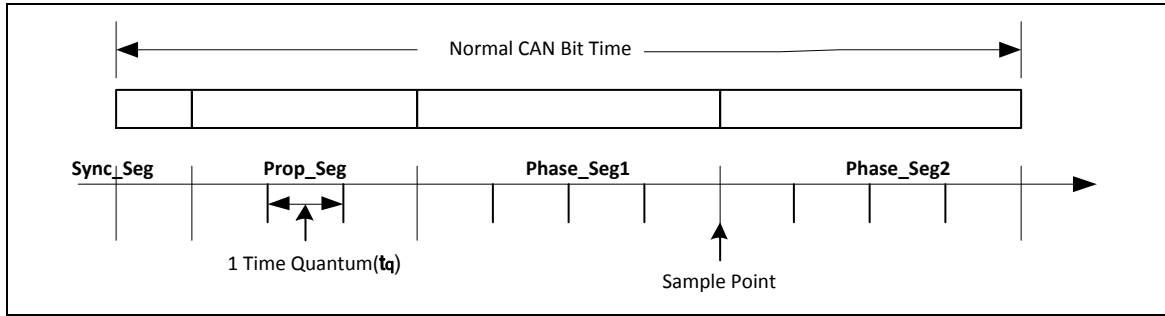 Normal CAN Bit Time
Sync_Seg Prop_Seg Phase_Seg1 Phase_Seg2
1 Time Quantum(tq)
Sample Point